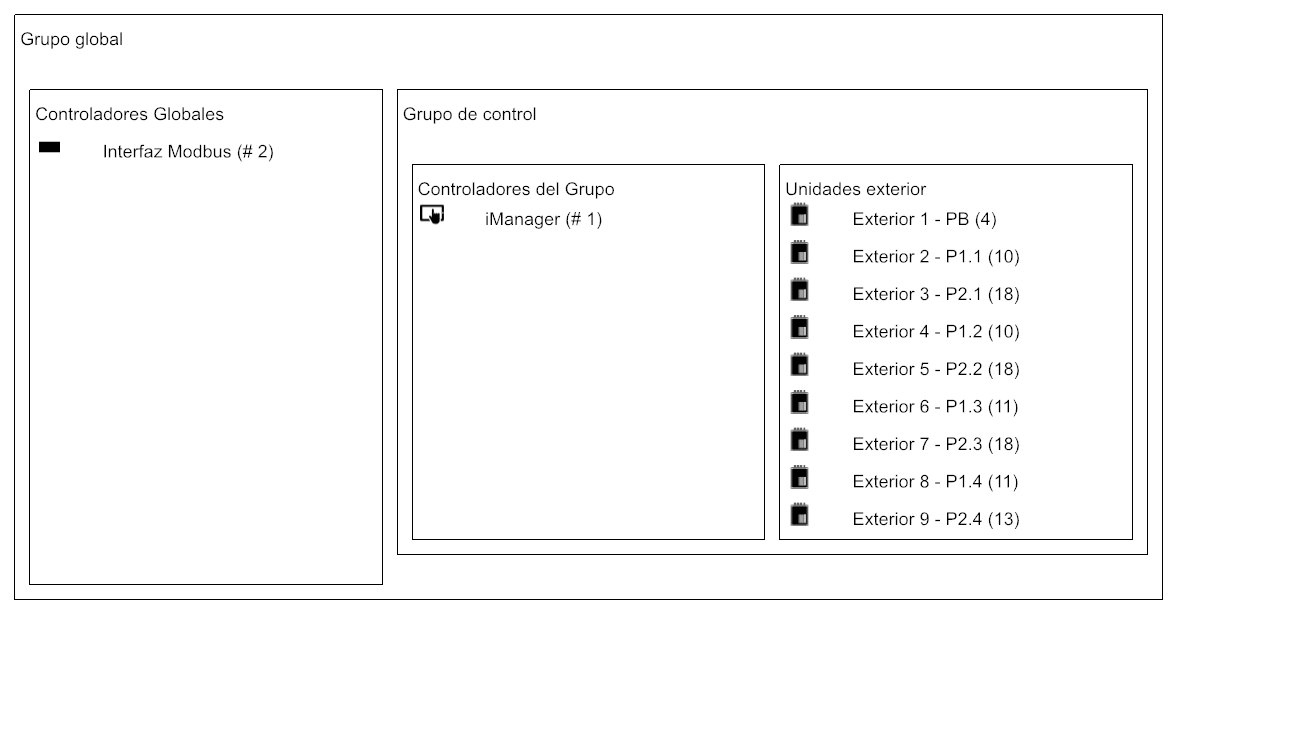 Grupo global
Controladores Globales
Interfaz Modbus (# 2)
Grupo de control
Controladores del Grupo
iManager (# 1)
Unidades exterior
Exterior 1 - PB (4)
Exterior 2 - P1.1 (10)
Exterior 3 - P2.1 (18)
Exterior 4 - P1.2 (10)
Exterior 5 - P2.2 (18)
Exterior 6 - P1.3 (11)
Exterior 7 - P2.3 (18)
Exterior 8 - P1.4 (11)
Exterior 9 - P2.4 (13)